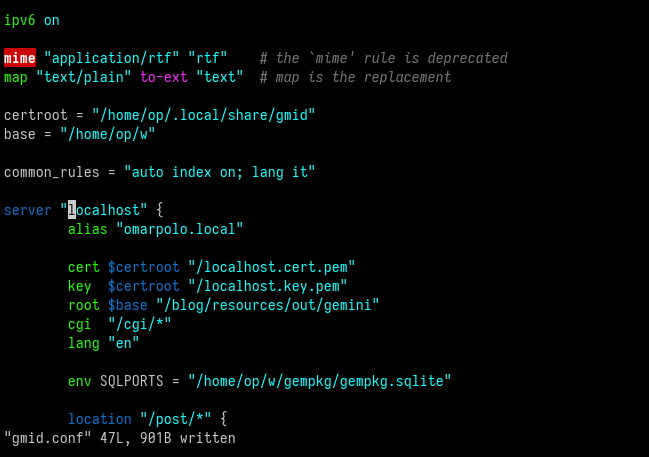 ipv6 on
mime "application/rtf" "rtf"    # the `mime' rule is deprecated
map "text/plain" to-ext "text"  # map is the replacement
certroot = "/home/op/.local/share/gmid"
base = "/home/op/w"
common_rules = "auto index on; lang it"
server "localhost" {
        alias "omarpolo.local"
        cert $certroot "/localhost.cert.pem"
        key  $certroot "/localhost.key.pem"
        root $base "/blog/resources/out/gemini"
        cgi  "/cgi/*"
        lang "en"
        env SQLPORTS = "/home/op/w/gempkg/gempkg.sqlite"
        location "/post/*" {
"gmid.conf" 47L, 901B written